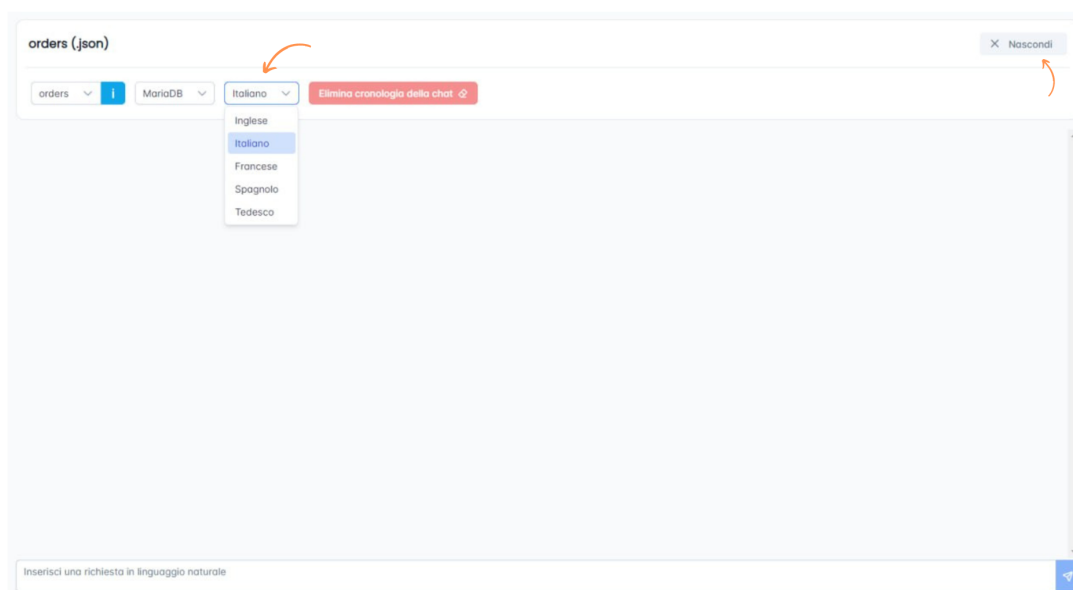 orders (.json)
Nascondi
orders i MariaDB Italiano Elimina cronologia della chat
Inglese
Italiano
Francese
Spagnolo
Tedesco
Inserisci una richiesta in linguaggio naturale